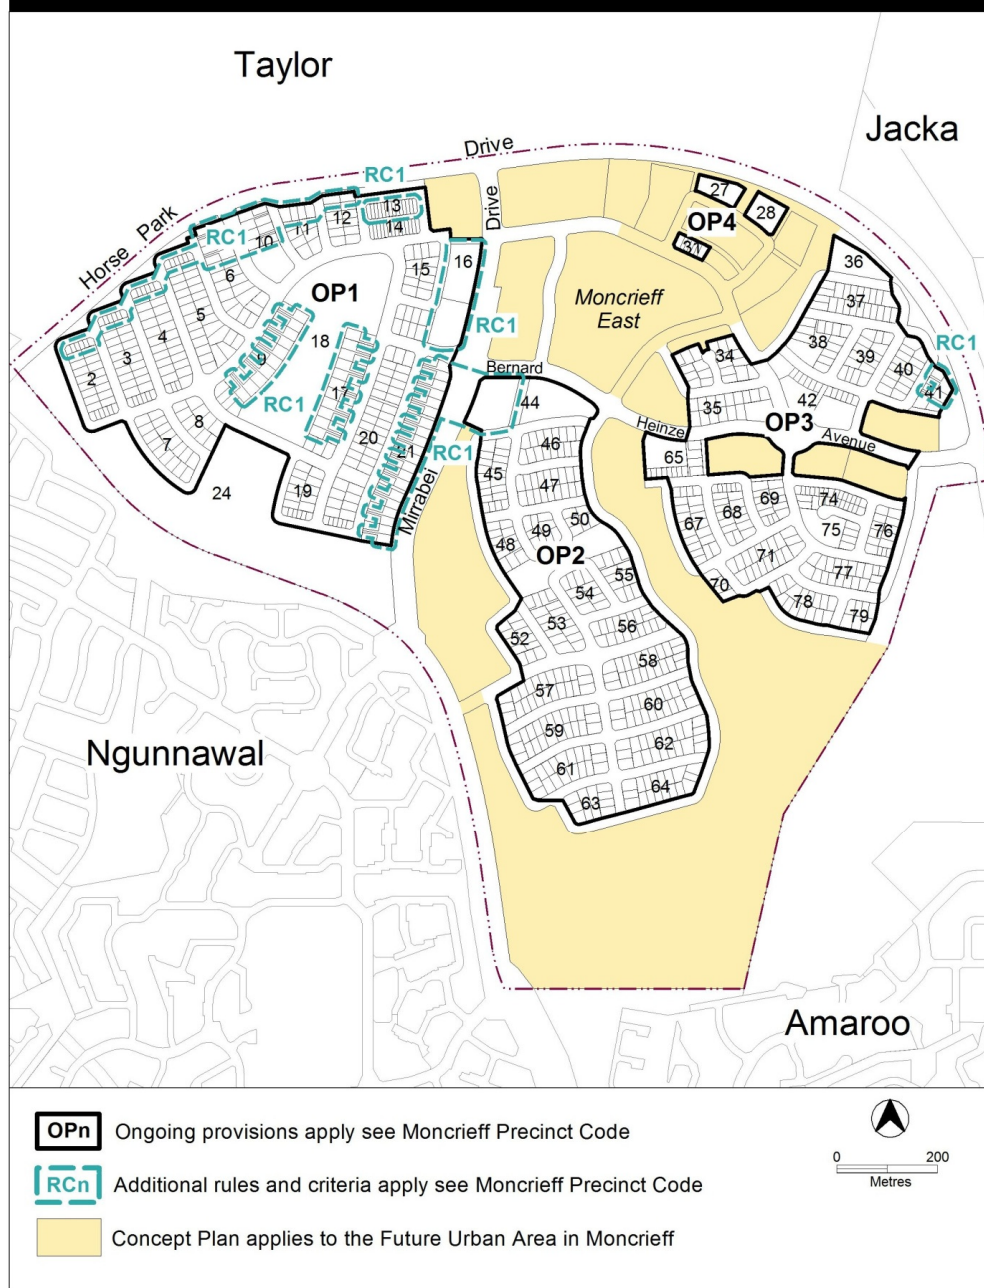 Taylor
Jacka
Drive
RC1
Horse Park
Drive
27
OP4
28
31
13
12
11
14
RC1
10
36
16
15
6
OP1
Moncrieff
East
37
5
RC1
38
34
39
RC1
4
18
3
9
Bernard
40
2
17
44
42
41
RC1
35
OP3
8
20
Heinze
Avenue
7
21
RC1
46
65
45
47
24
19
Mirrabei
69
74
50
67
68
49
75
76
48
OP2
71
55
77
54
70
78
53
56
79
52
58
57
60
59
62
Ngunnawal
61
64
63
Amaroo
OPn Ongoing provisions apply see Moncrieff Precinct Code
RCn Additional rules and criteria apply see Moncrieff Precinct Code
Concept Plan applies to the Future Urban Area in Moncrieff
0 200
Metres